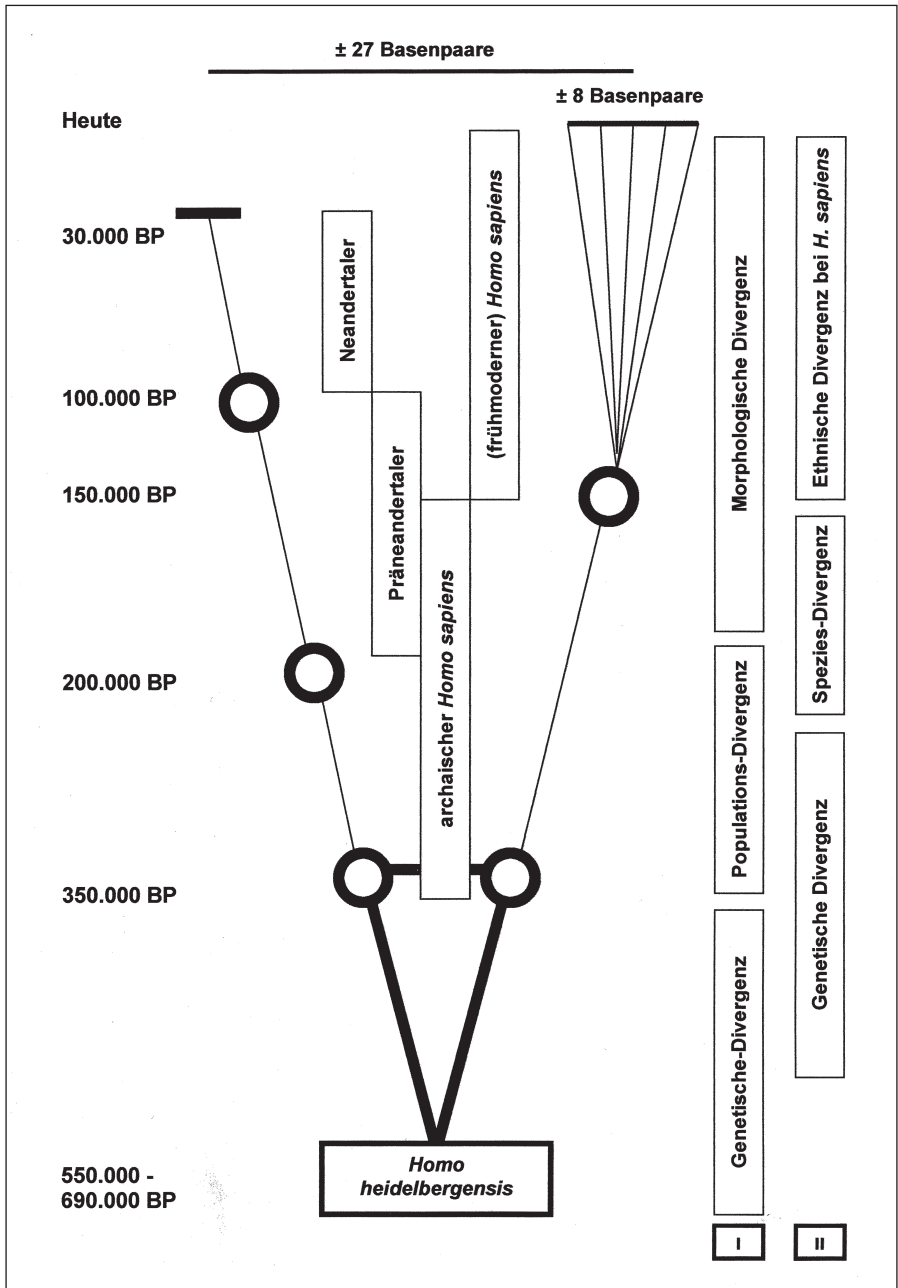 ± 27 Basenpaare
± 8 Basenpaare
Heute
30.000 BP
100.000 BP
150.000 BP
200.000 BP
350.000 BP
550.000 -
690.000 BP
Neandertaler
Präneandertaler
archaischer Homo sapiens
(frühmoderner) Homo sapiens
Homo
heidelbergensis
Morphologische Divergenz
Populations-Divergenz
Genetische-Divergenz
I
Ethnische Divergenz bei H. sapiens
Spezies-Divergenz
Genetische Divergenz
II